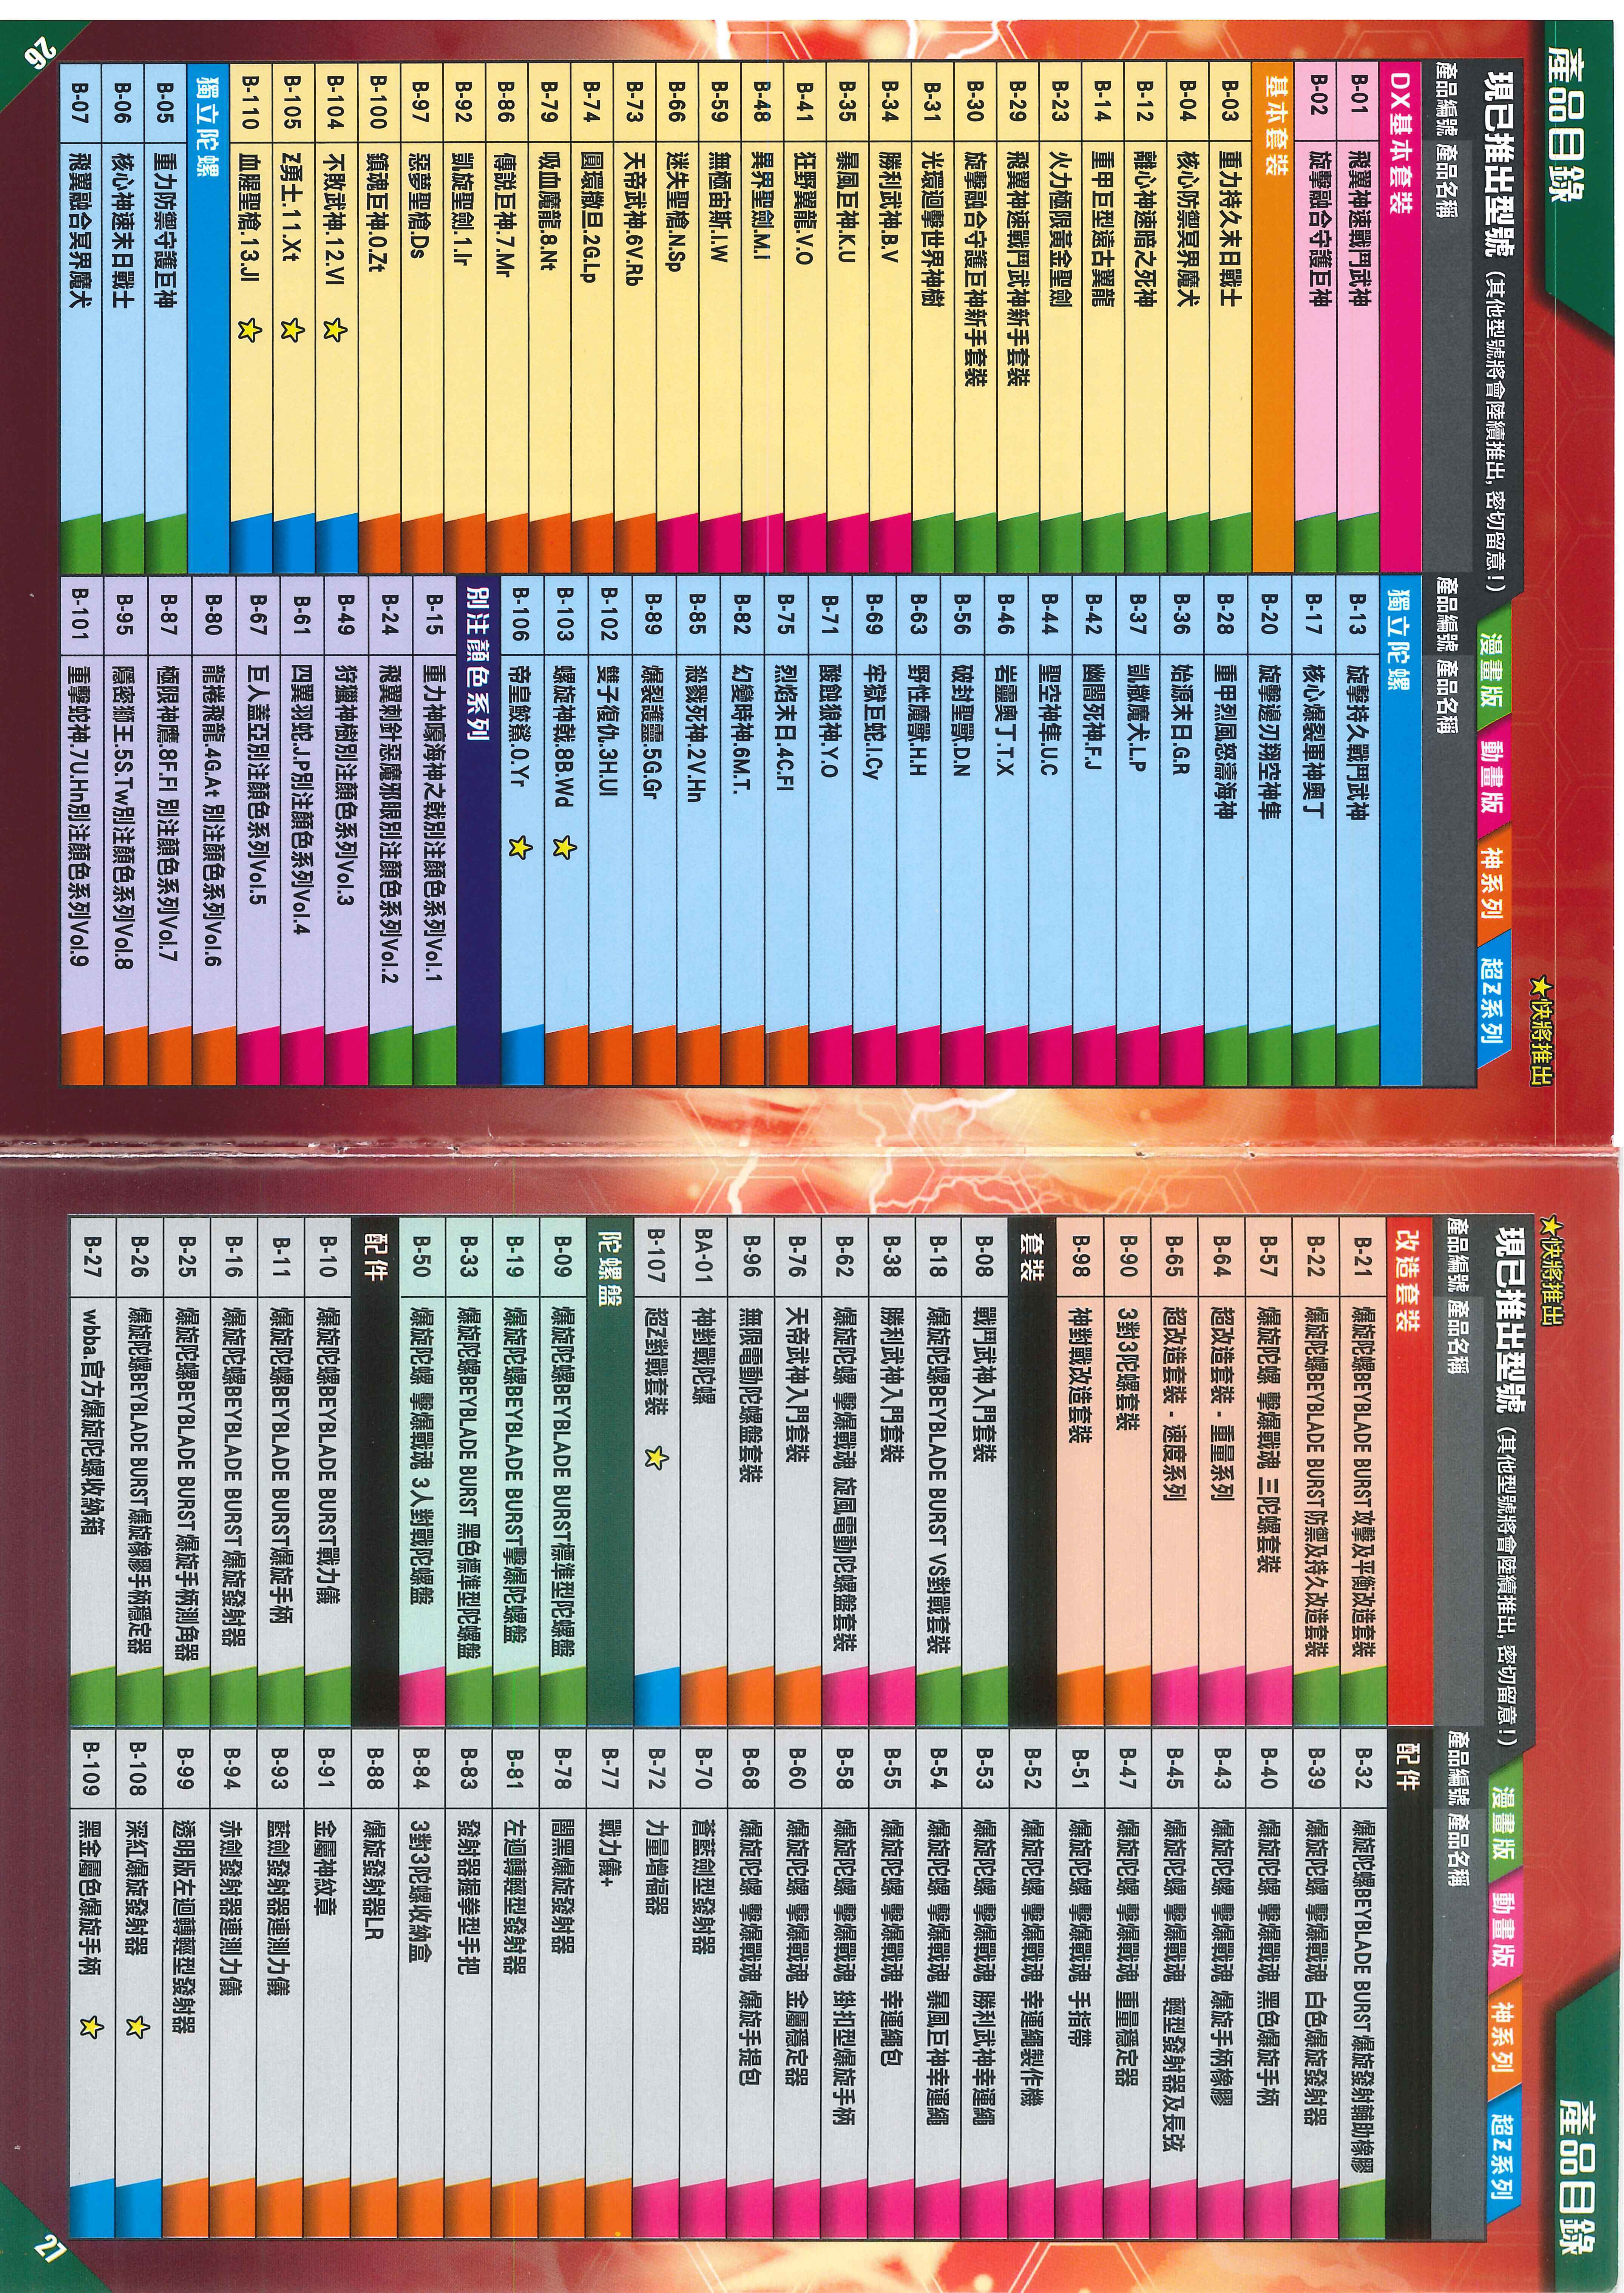 產品目錄
★快將推出
現已推出型號(其他型號將會陸續推出,密切留意!)
漫畫版 動畫版 神系列 超Z系列
產品編號 產品名稱
DX基本套裝
B-01 飛翼神速戰鬥武神
B-02 旋擊融合守護巨神
基本套裝
B-03 重力持久末日戰士
B-04 核心防禦冥界魔犬
B-12 離心神速暗之死神
B-14 重甲巨型遠古翼龍
B-23 火力極限黃金聖劍
B-29 飛翼神速戰鬥武神新手套裝
B-30 旋擊融合守護巨神新手套裝
B-31 光環迴擊世界神樹
B-34 勝利武神.B.V
B-35 暴風巨神.K.U
B-41 狂野翼龍.V.O
B-48 異界聖劍.M.I
B-59 無極宙斯.I.W
B-66 迷失聖槍.N.Sp
B-73 天帝武神.6V.Rb
B-74 圓環撒旦.2G.Lp
B-79 吸血魔龍.8.Nt
B-86 傳説巨神.7.Mr
B-92 凱旋聖劍.1.Ir
B-97 惡夢聖槍.Ds
B-100 鎮魂巨神.0.Zt
B-104 不敗武神.12.Vl ★
B-105 Z勇士.11.Xt ★
B-110 血腥聖槍.13.Jl ★
獨立陀螺
B-05 重力防禦守護巨神
B-06 核心神速末日戰士
B-07 飛翼融合冥界魔犬
26
產品編號 產品名稱
獨立陀螺
B-13 旋擊持久戰鬥武神
B-17 核心爆裂軍神奧丁
B-20 旋擊邊刃翔空神隼
B-28 重甲烈風怒濤海神
B-36 始源末日.G.R
B-37 凱撒魔犬.L.P
B-42 幽闇死神.F.J
B-44 聖空神隼.U.C
B-46 岩靈奧丁.T.X
B-56 破封聖獸.D.N
B-63 野性魔獸.H.H
B-69 牢獄巨蛇.I.Cy
B-71 酸蝕狼神.Y.O
B-75 烈焰末日.4C.Fl
B-82 幻變時神.6M.T.
B-85 殺戮死神.2V.Hn
B-89 爆裂護靈.5G.Gr
B-102 雙子復仇.3H.Ul
B-103 螺旋神戟.8B.Wd ★
B-106 帝皇鮫鯊.0.Yr ★
別注顏色系列
B-15 重力神嚎海神之戟別注顏色系列Vol.1
B-24 飛翼刺針惡魔邪眼別注顏色系列Vol.2
B-49 狩獵神樹別注顏色系列Vol.3
B-61 四翼羽蛇.J.P別注顏色系列Vol.4
B-67 巨人蓋亞別注顏色系列Vol.5
B-80 龍捲飛龍.4G.At 別注顏色系列Vol.6
B-87 極限神鷹.8F.Fl 別注顏色系列Vol.7
B-95 隱密獅王.5S.Tw別注顏色系列Vol.8
B-101 重擊蛇神.7U.Hn別注顏色系列Vol.9
產品目錄
★快將推出
現已推出型號(其他型號將會陸續推出,密切留意!)
漫畫版 動畫版 神系列 超Z系列
產品編號 產品名稱
改造套裝
B-21 爆旋陀螺BEYBLADE BURST攻擊及平衡改造套裝
B-22 爆旋陀螺BEYBLADE BURST防禦及持久改造套裝
B-57 爆旋陀螺 擊爆戰魂 三陀螺套裝
B-64 超改造套裝 - 重量系列
B-65 超改造套裝 - 速度系列
B-90 3對3陀螺套裝
B-98 神對戰改造套裝
套裝
B-08 戰鬥武神入門套裝
B-18 爆旋陀螺BEYBLADE BURST VS對戰套裝
B-38 勝利武神入門套裝
B-62 爆旋陀螺 擊爆戰魂 旋風電動陀螺盤套裝
B-76 天帝武神入門套裝
B-96 無限電動陀螺盤套裝
BA-01 神對戰陀螺
B-107 超Z對戰套裝 ★
陀螺盤
B-09 爆旋陀螺BEYBLADE BURST標準型陀螺盤
B-19 爆旋陀螺BEYBLADE BURST擊爆陀螺盤
B-33 爆旋陀螺BEYBLADE BURST 黑色標準型陀螺盤
B-50 爆旋陀螺 擊爆戰魂 3人對戰陀螺盤
配件
B-10 爆旋陀螺BEYBLADE BURST戰力儀
B-11 爆旋陀螺BEYBLADE BURST爆旋手柄
B-16 爆旋陀螺BEYBLADE BURST 爆旋發射器
B-25 爆旋陀螺BEYBLADE BURST 爆旋手柄測角器
B-26 爆旋陀螺BEYBLADE BURST爆旋橡膠手柄穩定器
B-27 wbba.官方爆旋陀螺收納箱
產品編號 產品名稱
配件
B-32 爆旋陀螺BEYBLADE BURST爆旋發射輔助橡膠
B-39 爆旋陀螺 擊爆戰魂 白色爆旋發射器
B-40 爆旋陀螺 擊爆戰魂 黑色爆旋手柄
B-43 爆旋陀螺 擊爆戰魂 爆旋手柄橡膠
B-45 爆旋陀螺 擊爆戰魂 輕型發射器及長弦
B-47 爆旋陀螺 擊爆戰魂 重量穩定器
B-51 爆旋陀螺 擊爆戰魂 手指帶
B-52 爆旋陀螺 擊爆戰魂 幸運繩製作機
B-53 爆旋陀螺 擊爆戰魂 勝利武神幸運繩
B-54 爆旋陀螺 擊爆戰魂 暴風巨神幸運繩
B-55 爆旋陀螺 擊爆戰魂 幸運繩包
B-58 爆旋陀螺 擊爆戰魂 掛扣型爆旋手柄
B-60 爆旋陀螺 擊爆戰魂 金屬穩定器
B-68 爆旋陀螺 擊爆戰魂 爆旋手提包
B-70 蒼藍劍型發射器
B-72 力量增福器
B-77 戰力儀+
B-78 闇黑爆旋發射器
B-81 左迴轉輕型發射器
B-83 發射器握拳型手把
B-84 3對3陀螺收納盒
B-88 爆旋發射器LR
B-91 金屬神紋章
B-93 藍劍發射器連測力儀
B-94 赤劍發射器連測力儀
B-99 透明版左迴轉輕型發射器
B-108 深紅爆旋發射器 ★
B-109 黑金屬色爆旋手柄 ★
27